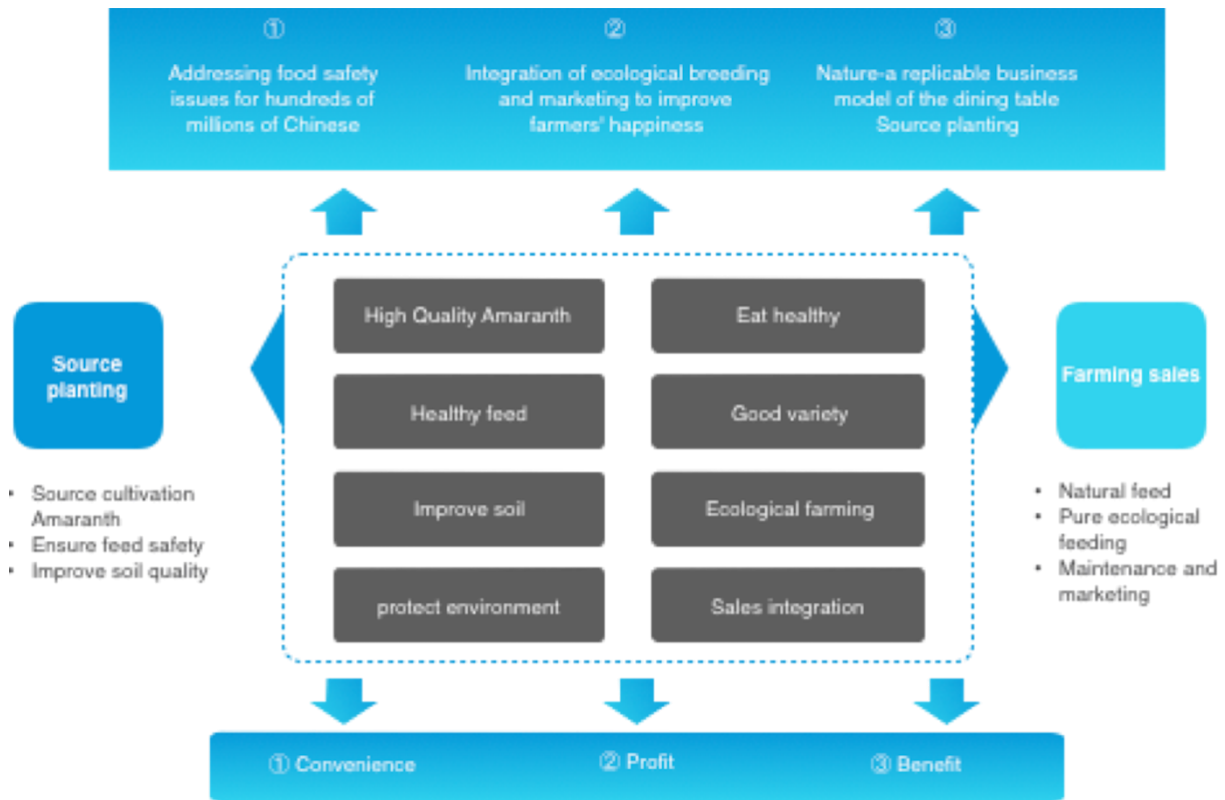 ①
Addressing food safety
issues for hundreds of
millions of Chinese
②
Integration of ecological breeding
and marketing to improve
farmers' happiness
③
Nature-a replicable business
model of the dining table
Source planting
Source
planting
• Source cultivation
Amaranth
• Ensure feed safety
• Improve soil quality
High Quality Amaranth
Healthy feed
Improve soil
protect environment
Eat healthy
Good variety
Ecological farming
Sales integration
Farming sales
• Natural feed
• Pure ecological
feeding
• Maintenance and
marketing
① Convenience
② Profit
③ Benefit